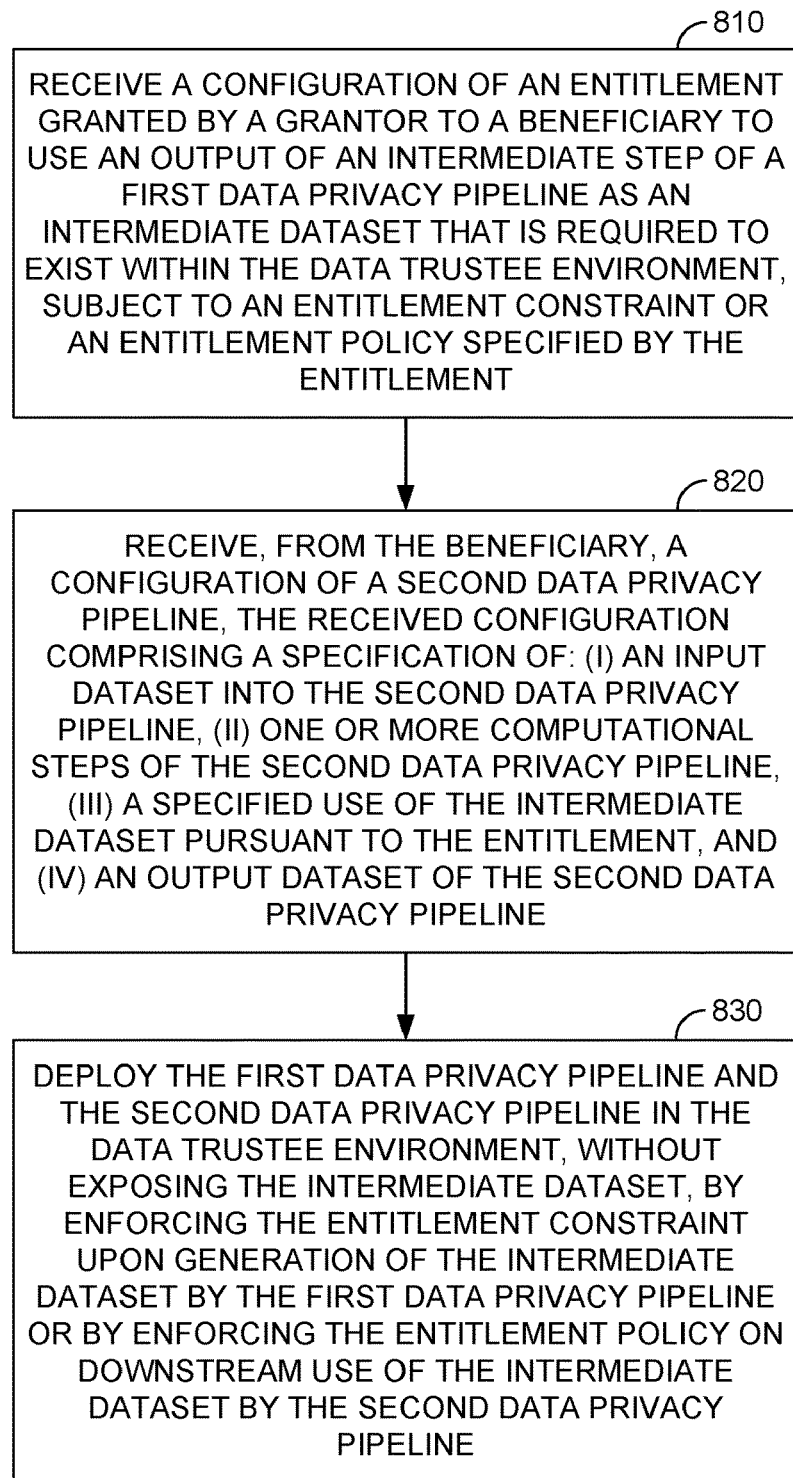 810
RECEIVE A CONFIGURATION OF AN ENTITLEMENT
GRANTED BY A GRANTOR TO A BENEFICIARY TO
USE AN OUTPUT OF AN INTERMEDIATE STEP OF A
FIRST DATA PRIVACY PIPELINE AS AN
INTERMEDIATE DATASET THAT IS REQUIRED TO
EXIST WITHIN THE DATA TRUSTEE ENVIRONMENT,
SUBJECT TO AN ENTITLEMENT CONSTRAINT OR
AN ENTITLEMENT POLICY SPECIFIED BY THE
ENTITLEMENT
820
RECEIVE, FROM THE BENEFICIARY, A
CONFIGURATION OF A SECOND DATA PRIVACY
PIPELINE, THE RECEIVED CONFIGURATION
COMPRISING A SPECIFICATION OF: (I) AN INPUT
DATASET INTO THE SECOND DATA PRIVACY
PIPELINE, (II) ONE OR MORE COMPUTATIONAL
STEPS OF THE SECOND DATA PRIVACY PIPELINE,
(III) A SPECIFIED USE OF THE INTERMEDIATE
DATASET PURSUANT TO THE ENTITLEMENT, AND
(IV) AN OUTPUT DATASET OF THE SECOND DATA
PRIVACY PIPELINE
830
DEPLOY THE FIRST DATA PRIVACY PIPELINE AND
THE SECOND DATA PRIVACY PIPELINE IN THE
DATA TRUSTEE ENVIRONMENT, WITHOUT
EXPOSING THE INTERMEDIATE DATASET, BY
ENFORCING THE ENTITLEMENT CONSTRAINT
UPON GENERATION OF THE INTERMEDIATE
DATASET BY THE FIRST DATA PRIVACY PIPELINE
OR BY ENFORCING THE ENTITLEMENT POLICY ON
DOWNSTREAM USE OF THE INTERMEDIATE
DATASET BY THE SECOND DATA PRIVACY
PIPELINE